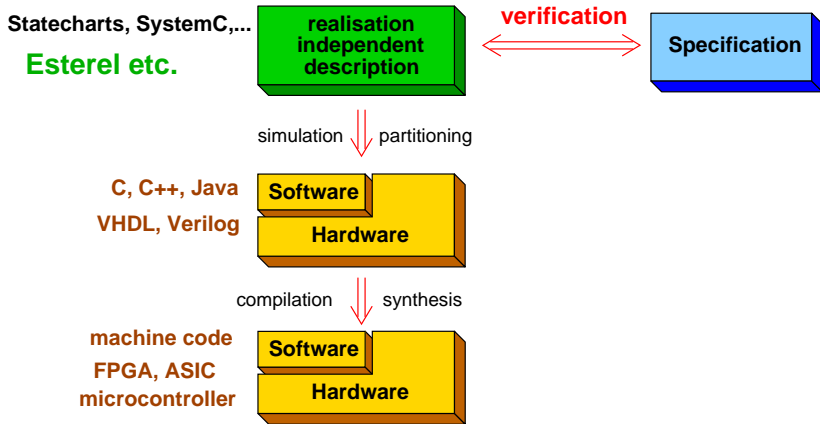 Statecharts, SystemC,...
Esterel etc.
realisation
independent
description
verification
Specification
simulation partitioning
C, C++, Java
VHDL, Verilog
Software
Hardware
compilation synthesis
machine code
FPGA, ASIC
microcontroller
Software
Hardware